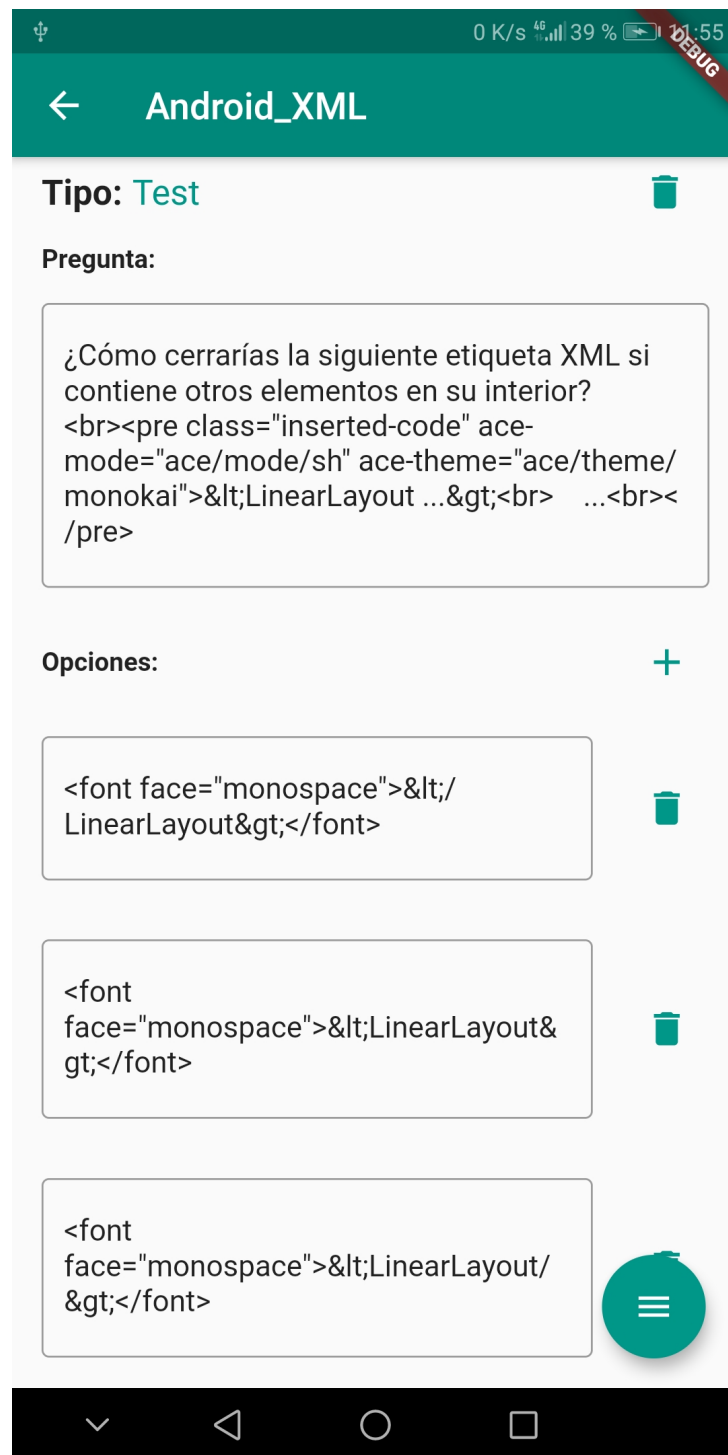 0 K/s 4G 39 % 11:55
DEBUG
Android_XML
Tipo: Test
Pregunta:
¿Cómo cerrarías la siguiente etiqueta XML si
contiene otros elementos en su interior?
<br><pre class="inserted-code" ace-
mode="ace/mode/sh" ace-theme="ace/theme/
monokai">&lt;LinearLayout ...&gt;<br>    ...<br><
/pre>
Opciones:
<font face="monospace">&lt;/
LinearLayout&gt;</font>
<font
face="monospace">&lt;LinearLayout&
gt;</font>
<font
face="monospace">&lt;LinearLayout/
&gt;</font>